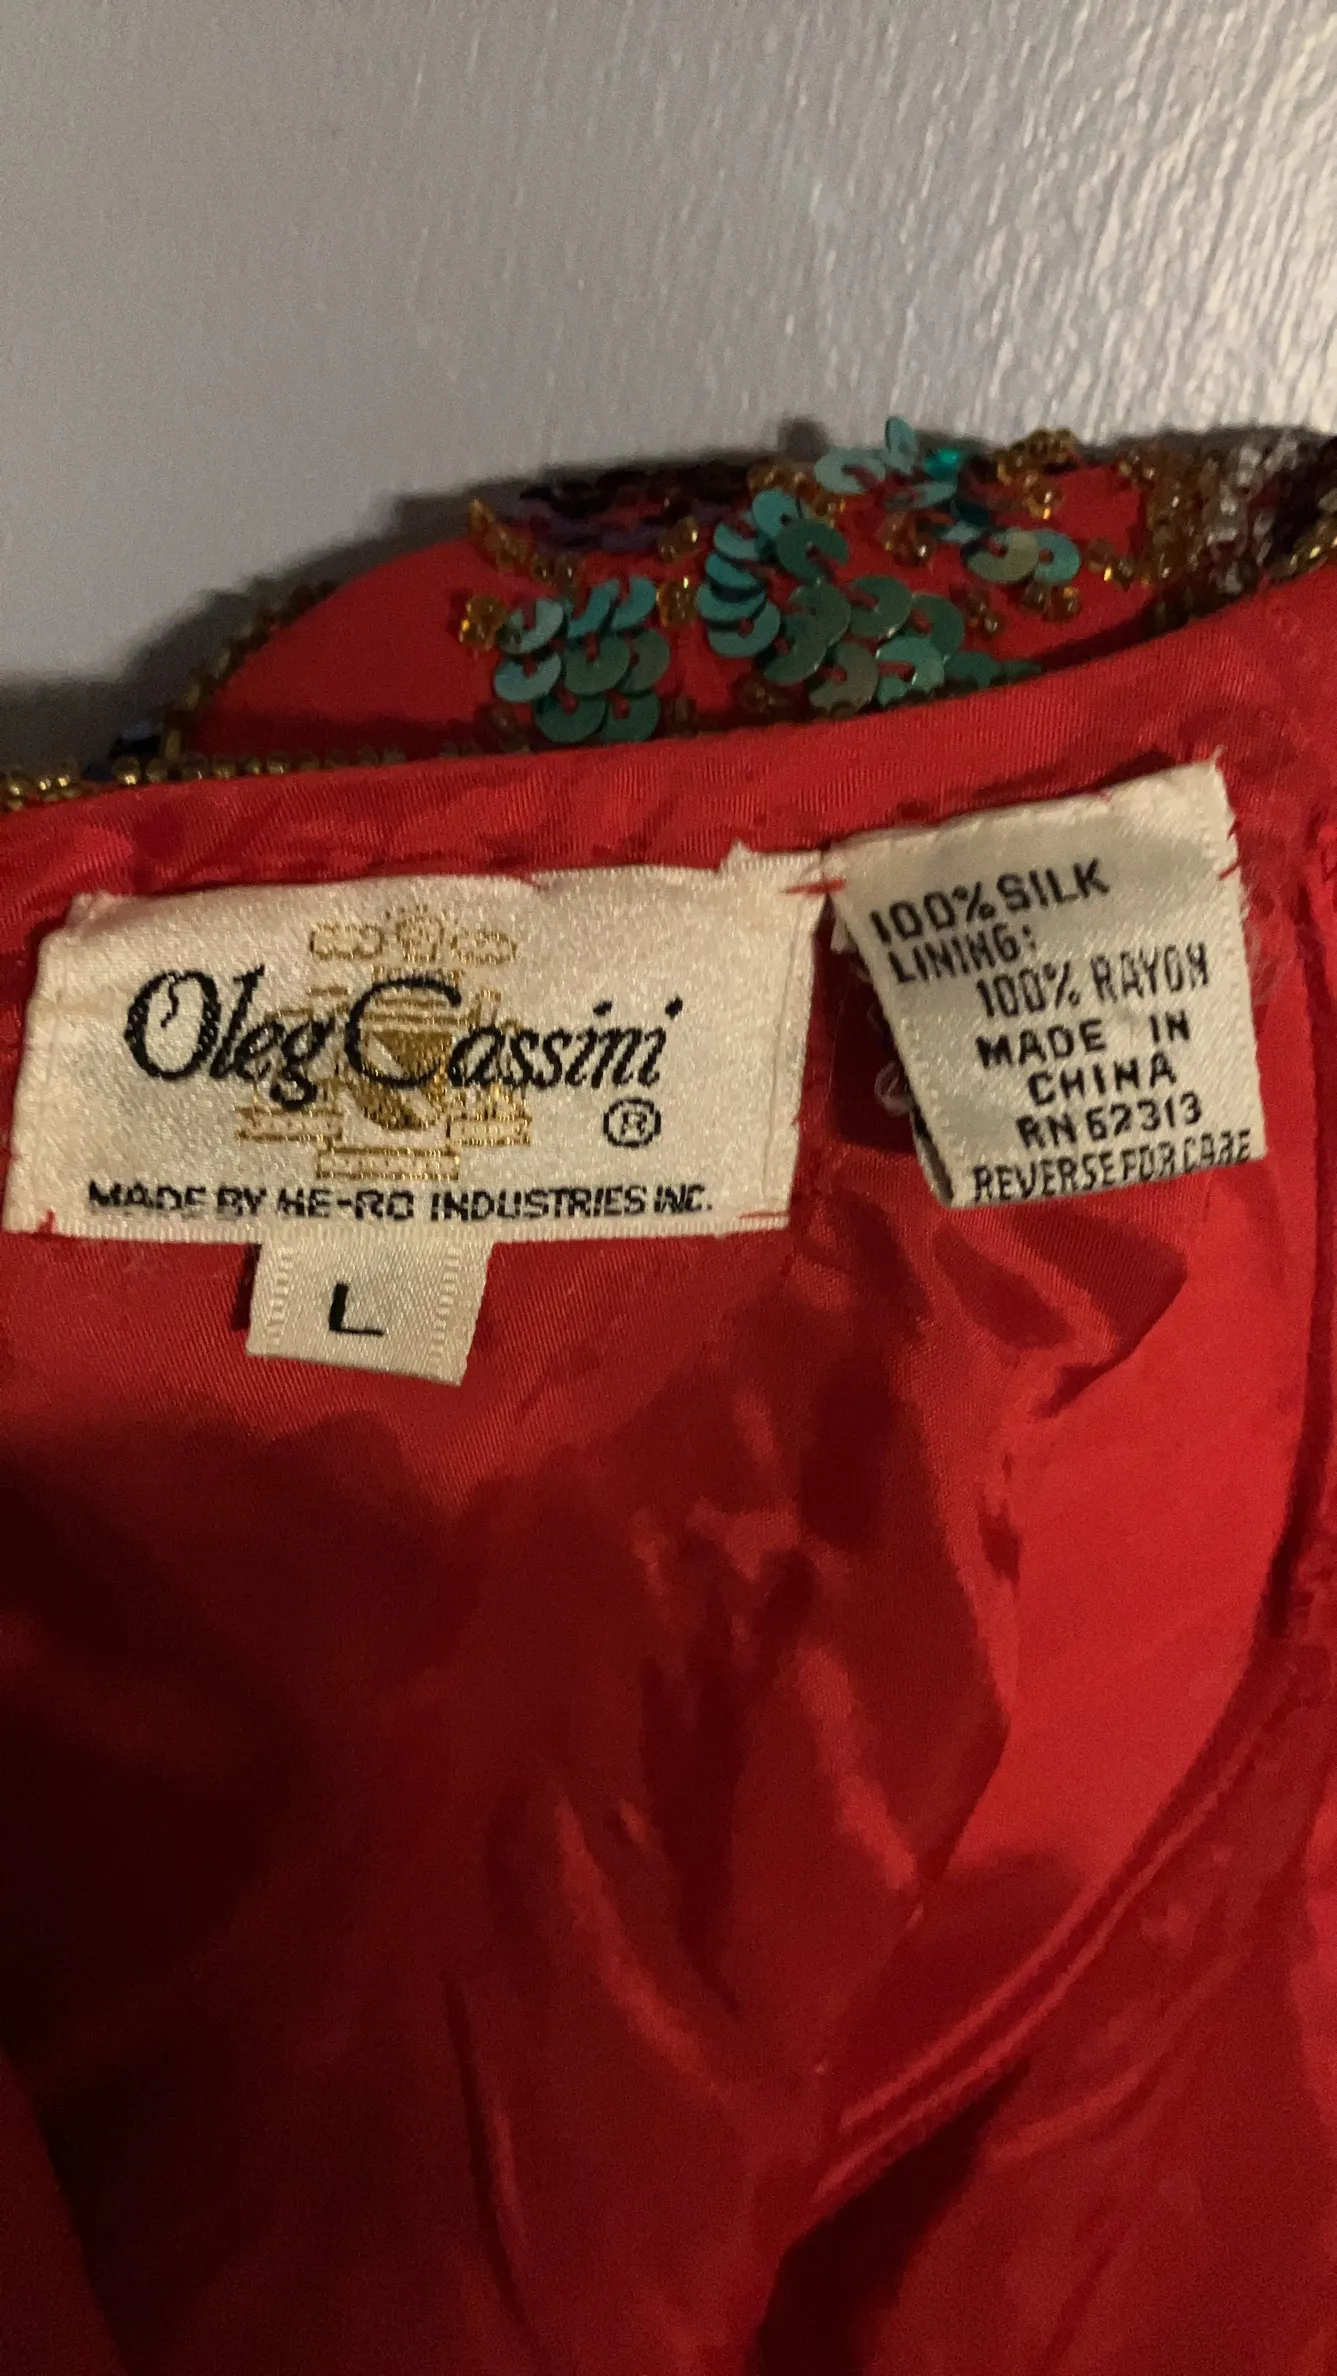 Oleg Cassini
®
MADE BY HE-RO INDUSTRIES INC.
L
100% SILK
LINING:
100% RAYON
MADE IN
CHINA
RN 62313
REVERSE FOR CARE